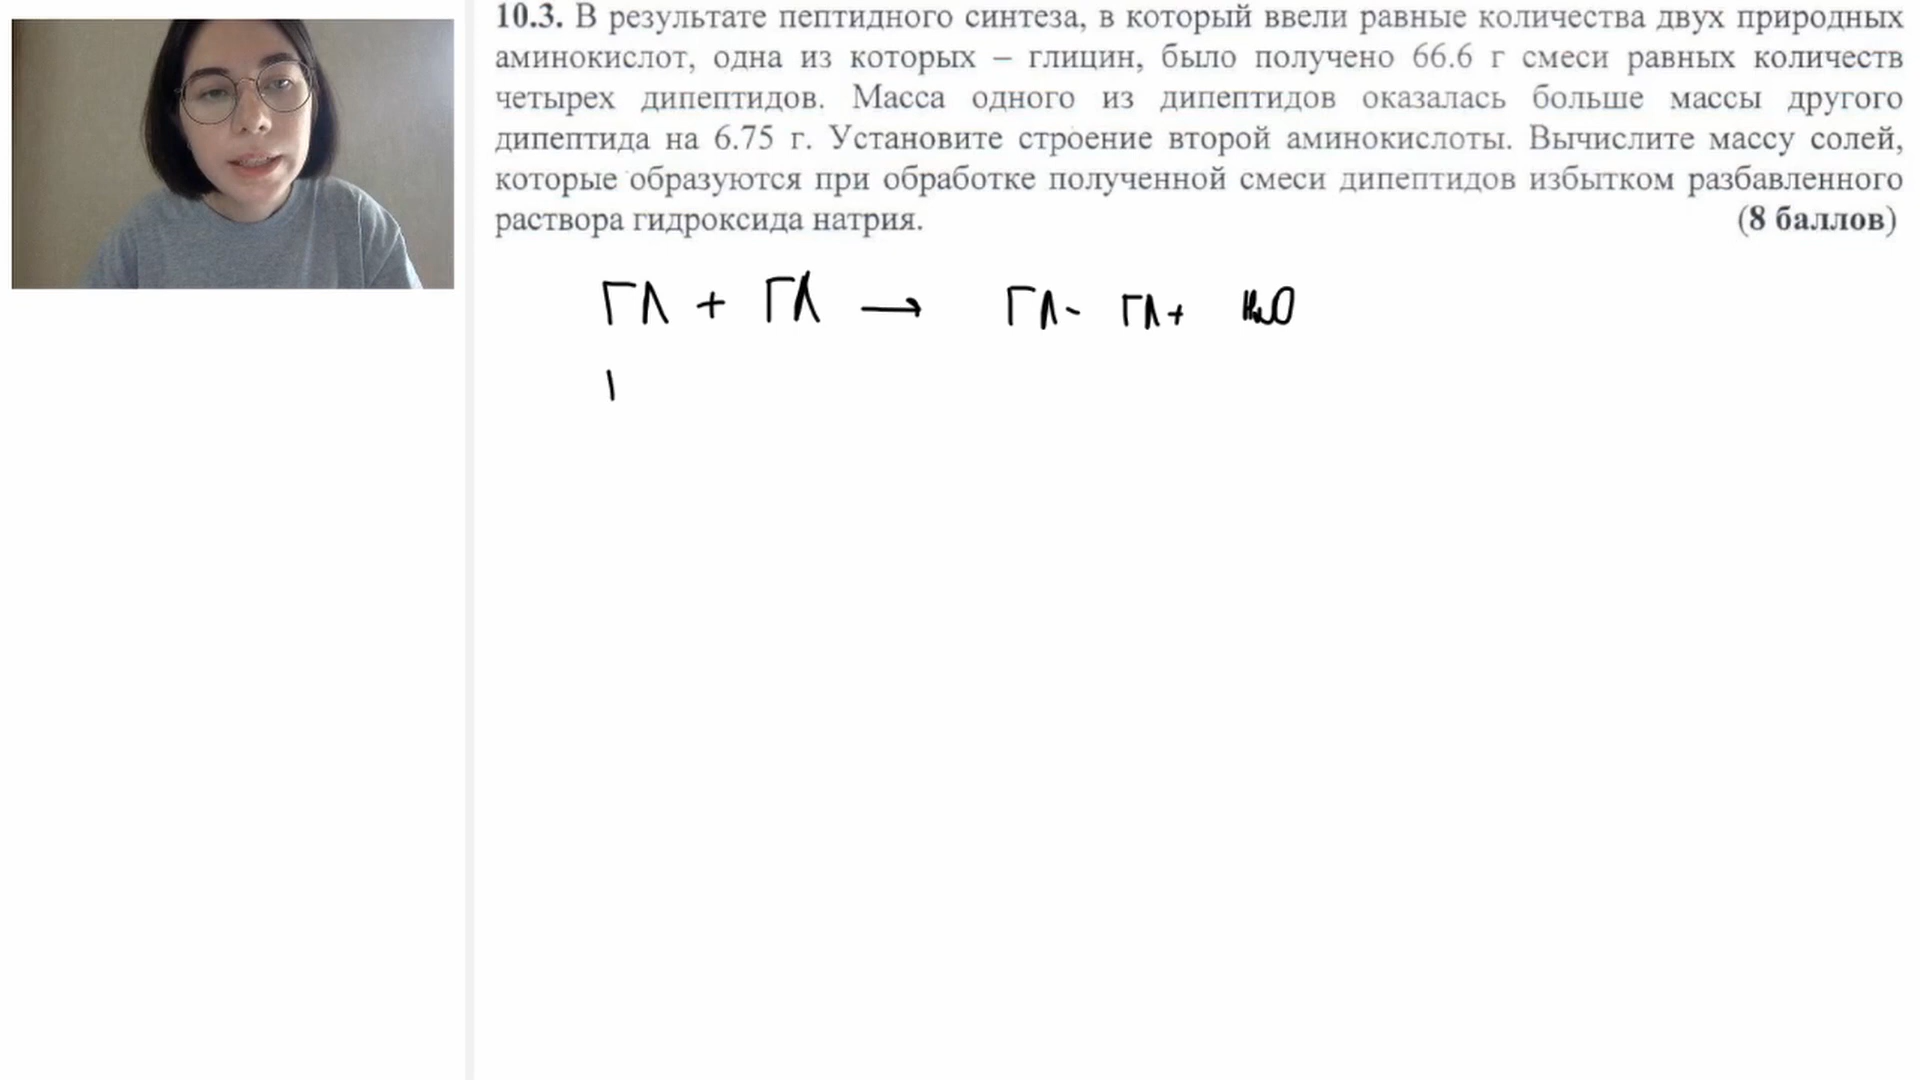 10.3. В результате пептидного синтеза, в который ввели равные количества двух природных
аминокислот, одна из которых – глицин, было получено 66.6 г смеси равных количеств
четырех дипептидов. Масса одного из дипептидов оказалась больше массы другого
дипептида на 6.75 г. Установите строение второй аминокислоты. Вычислите массу солей,
которые образуются при обработке полученной смеси дипептидов избытком разбавленного
раствора гидроксида натрия. (8 баллов)
ГЛ + ГЛ → ГЛ - ГЛ + H₂O